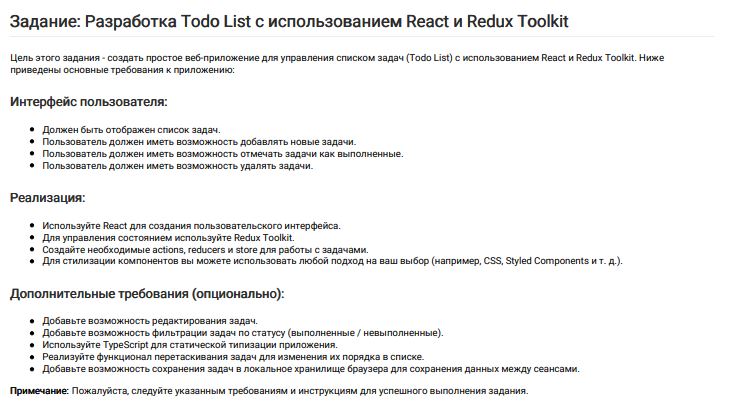 Задание: Разработка Todo List с использованием React и Redux Toolkit
Цель этого задания - создать простое веб-приложение для управления списком задач (Todo List) с использованием React и Redux Toolkit. Ниже
приведены основные требования к приложению:
Интерфейс пользователя:
Должен быть отображен список задач.
Пользователь должен иметь возможность добавлять новые задачи.
Пользователь должен иметь возможность отмечать задачи как выполненные.
Пользователь должен иметь возможность удалять задачи.
Реализация:
Используйте React для создания пользовательского интерфейса.
Для управления состоянием используйте Redux Toolkit.
Создайте необходимые actions, reducers и store для работы с задачами.
Для стилизации компонентов вы можете использовать любой подход на ваш выбор (например, CSS, Styled Components и т. д.).
Дополнительные требования (опционально):
Добавьте возможность редактирования задач.
Добавьте возможность фильтрации задач по статусу (выполненные / невыполненные).
Используйте TypeScript для статической типизации приложения.
Реализуйте функционал перетаскивания задач для изменения их порядка в списке.
Добавьте возможность сохранения задач в локальное хранилище браузера для сохранения данных между сеансами.
Примечание: Пожалуйста, следуйте указанным требованиям и инструкциям для успешного выполнения задания.